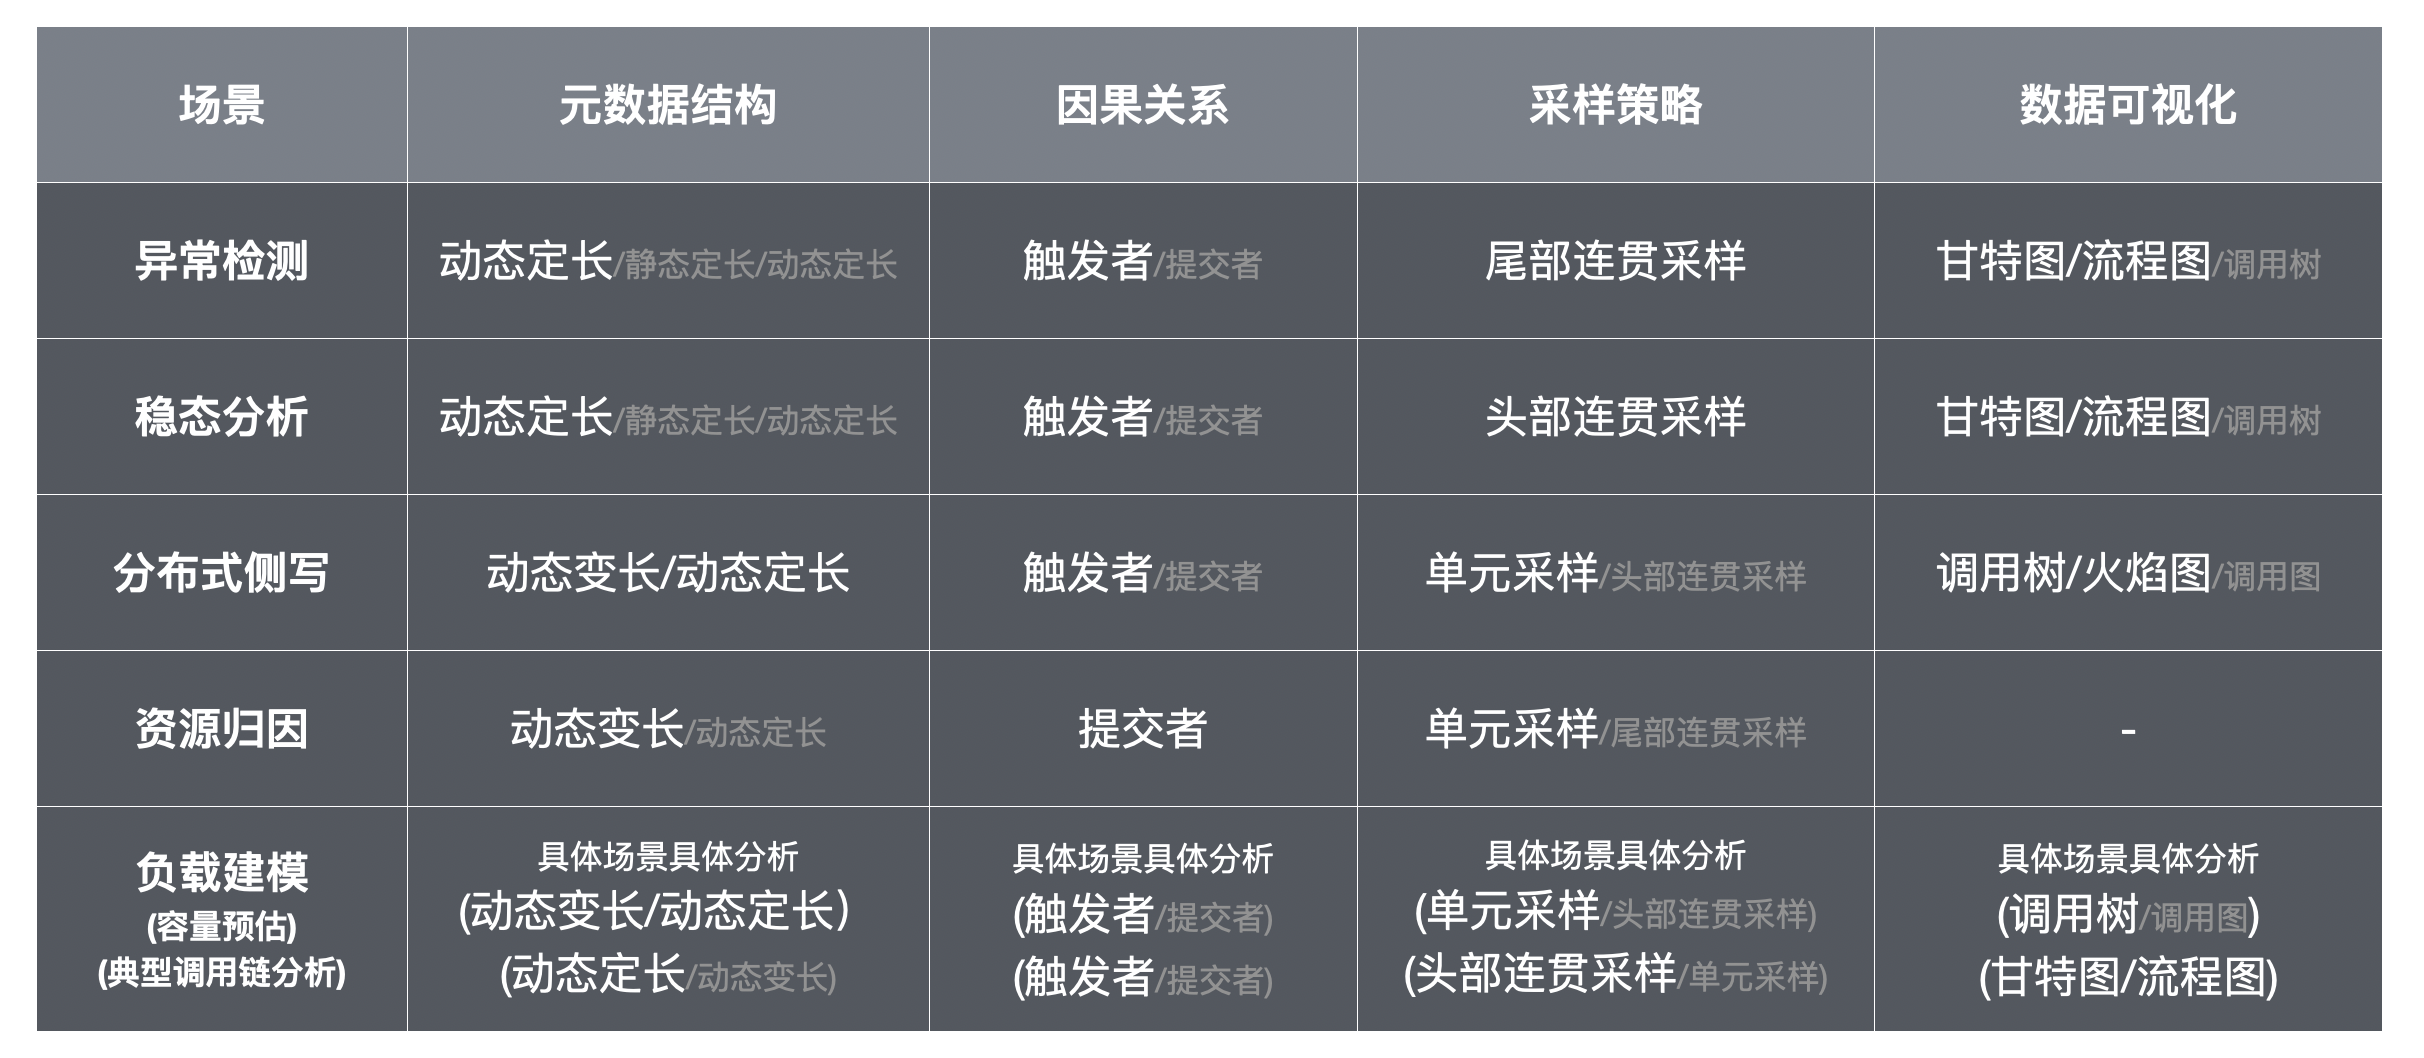 场景 元数据结构 因果关系 采样策略 数据可视化
异常检测 动态定长/静态定长/动态定长 触发者/提交者 尾部连贯采样 甘特图/流程图/调用树
稳态分析 动态定长/静态定长/动态定长 触发者/提交者 头部连贯采样 甘特图/流程图/调用树
分布式侧写 动态变长/动态定长 触发者/提交者 单元采样/头部连贯采样 调用树/火焰图/调用图
资源归因 动态变长/动态定长 提交者 单元采样/尾部连贯采样 -
负载建模
(容量预估)
(典型调用链分析)
具体场景具体分析
(动态变长/动态定长)
(动态定长/动态变长)
具体场景具体分析
(触发者/提交者)
(触发者/提交者)
具体场景具体分析
(单元采样/头部连贯采样)
(头部连贯采样/单元采样)
具体场景具体分析
(调用树/调用图)
(甘特图/流程图)